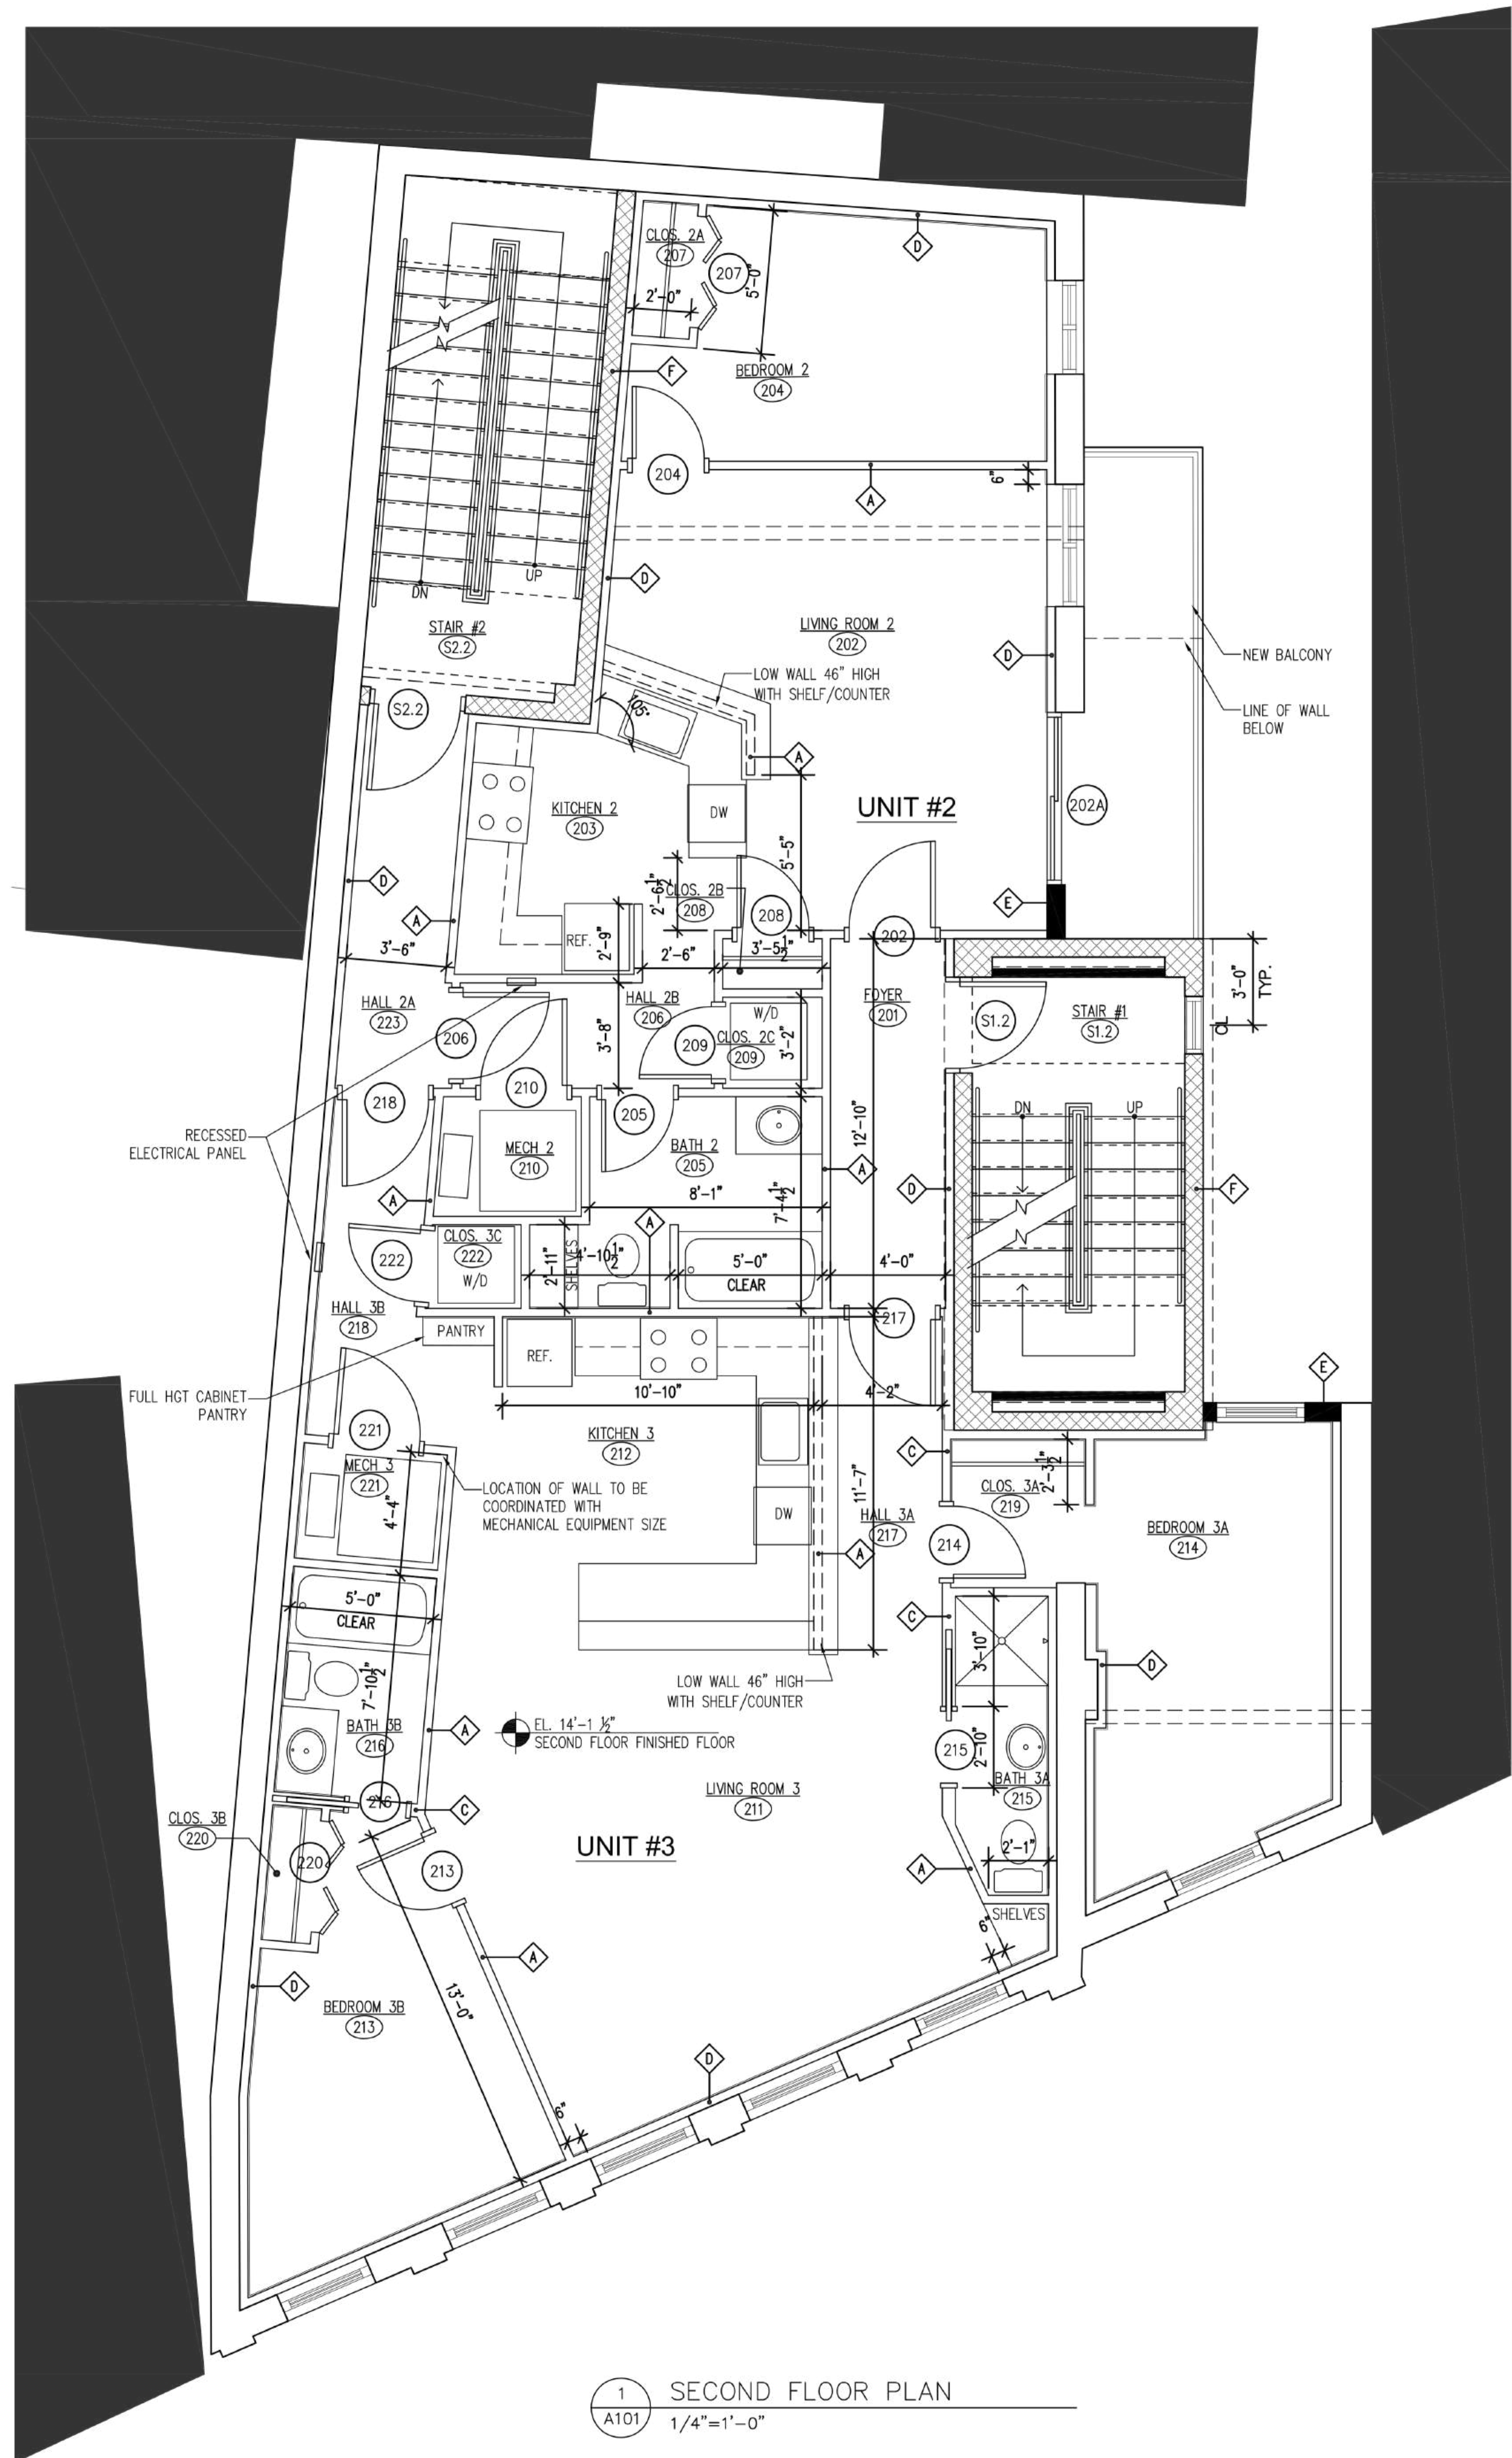 CLOS. 2A
207
207
5'-0"
2'-0"
D
F
BEDROOM 2
204
204
A
6"
DN
UP
D
STAIR #2
S2.2
LIVING ROOM 2
202
D
NEW BALCONY
LOW WALL 46" HIGH
WITH SHELF/COUNTER
S2.2
105°
LINE OF WALL
BELOW
A
KITCHEN 2
203
DW
UNIT #2
202A
5'-5"
D
2'-6½"
CLOS. 2B
208
208
E
A
202
3'-6"
REF.
2'-9"
2'-6"
3'-5½"
3'-0"
TYP.
CL
HALL 2A
223
HALL 2B
206
FOYER
201
STAIR #1
S1.2
S1.2
W/D
206
3'-8"
209
CLOS. 2C
209
3'-2"
210
218
205
DN
UP
12'-10"
RECESSED
ELECTRICAL PANEL
MECH 2
210
BATH 2
205
A
A
8'-1"
7'-4½"
D
F
A
CLOS. 3C
222
W/D
222
2'-11"
SHELVES
4'-10½"
5'-0"
CLEAR
4'-0"
HALL 3B
218
217
PANTRY
REF.
E
FULL HGT CABINET
PANTRY
10'-10"
4'-2"
221
KITCHEN 3
212
C
MECH 3
221
4'-4"
LOCATION OF WALL TO BE
COORDINATED WITH
MECHANICAL EQUIPMENT SIZE
DW
11'-7"
CLOS. 3A
219
2'-3½"
HALL 3A
217
214
BEDROOM 3A
214
A
5'-0"
CLEAR
C
3'-10"
D
7'-10½"
LOW WALL 46" HIGH
WITH SHELF/COUNTER
BATH 3B
216
A
EL. 14'-1 ½"
SECOND FLOOR FINISHED FLOOR
215
2'-10"
BATH 3A
215
LIVING ROOM 3
211
216
C
CLOS. 3B
220
220
UNIT #3
213
A
2'-1"
SHELVES
6"
A
D
BEDROOM 3B
213
13'-0"
D
6"
1
A101
SECOND FLOOR PLAN
1/4"=1'-0"